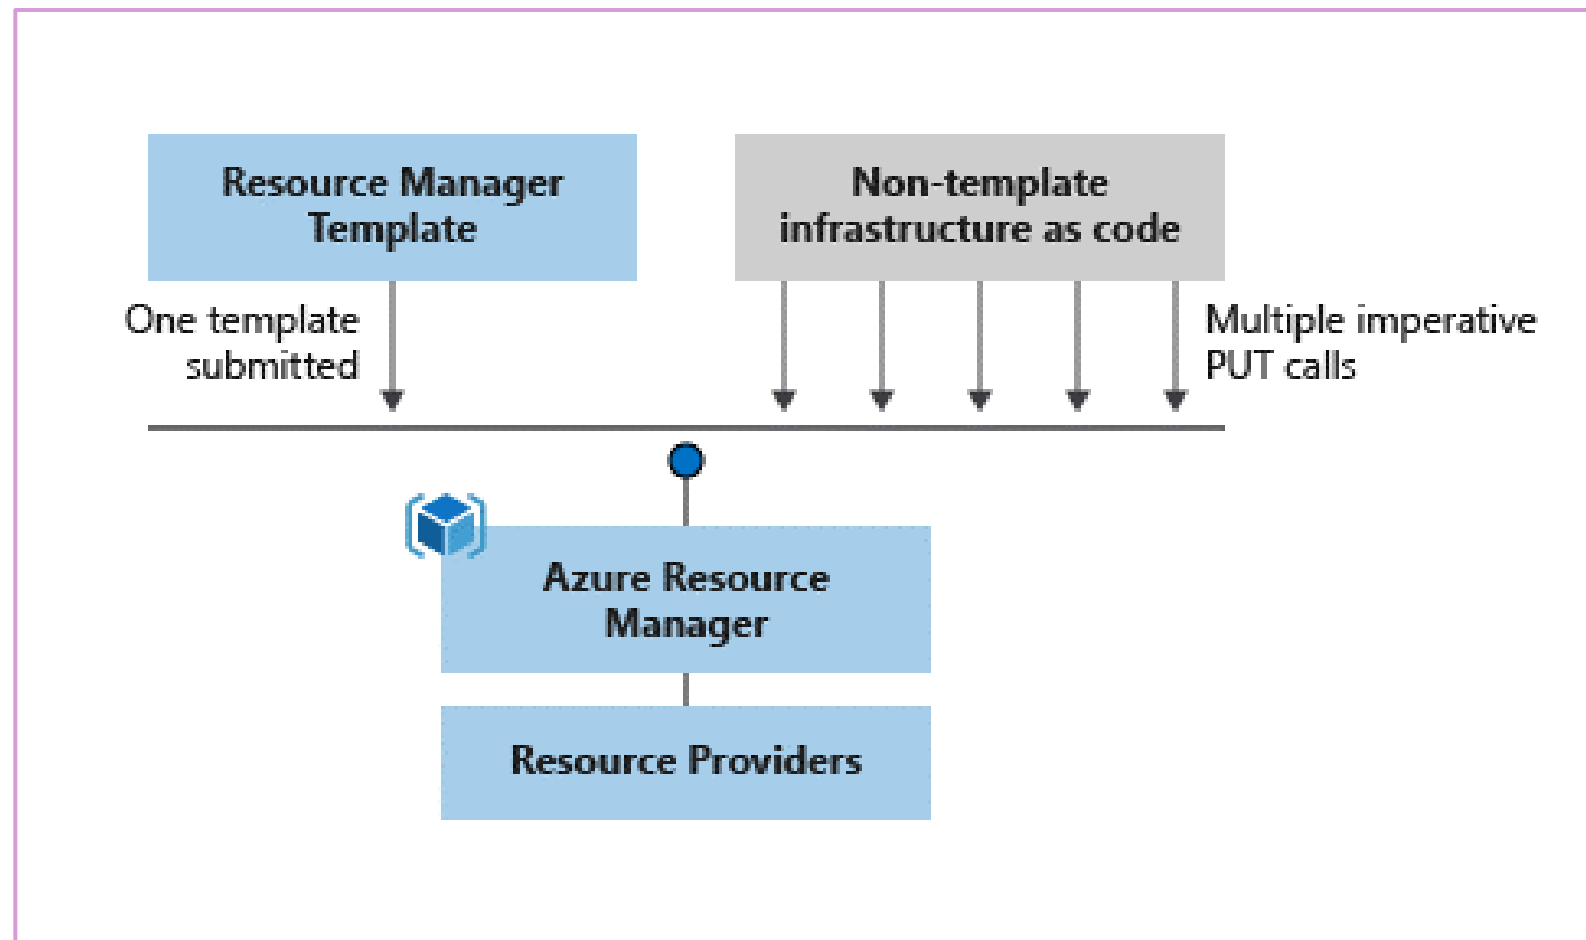 Resource Manager
Template
Non-template
infrastructure as code
One template
submitted
Multiple imperative
PUT calls
Azure Resource
Manager
Resource Providers